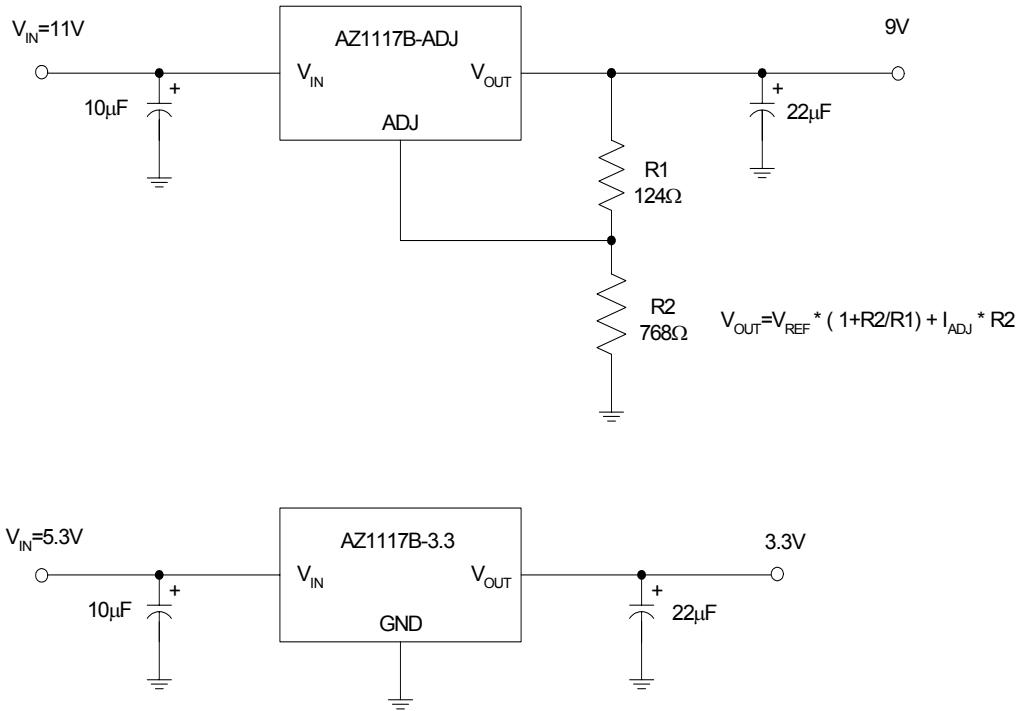 V_IN=11V
AZ1117B-ADJ
9V
V_IN
V_OUT
ADJ
+
10μF
+
22μF
R1
124Ω
R2
768Ω
V_OUT=V_REF * ( 1+R2/R1) + I_ADJ * R2
V_IN=5.3V
AZ1117B-3.3
3.3V
V_IN
V_OUT
GND
+
10μF
+
22μF